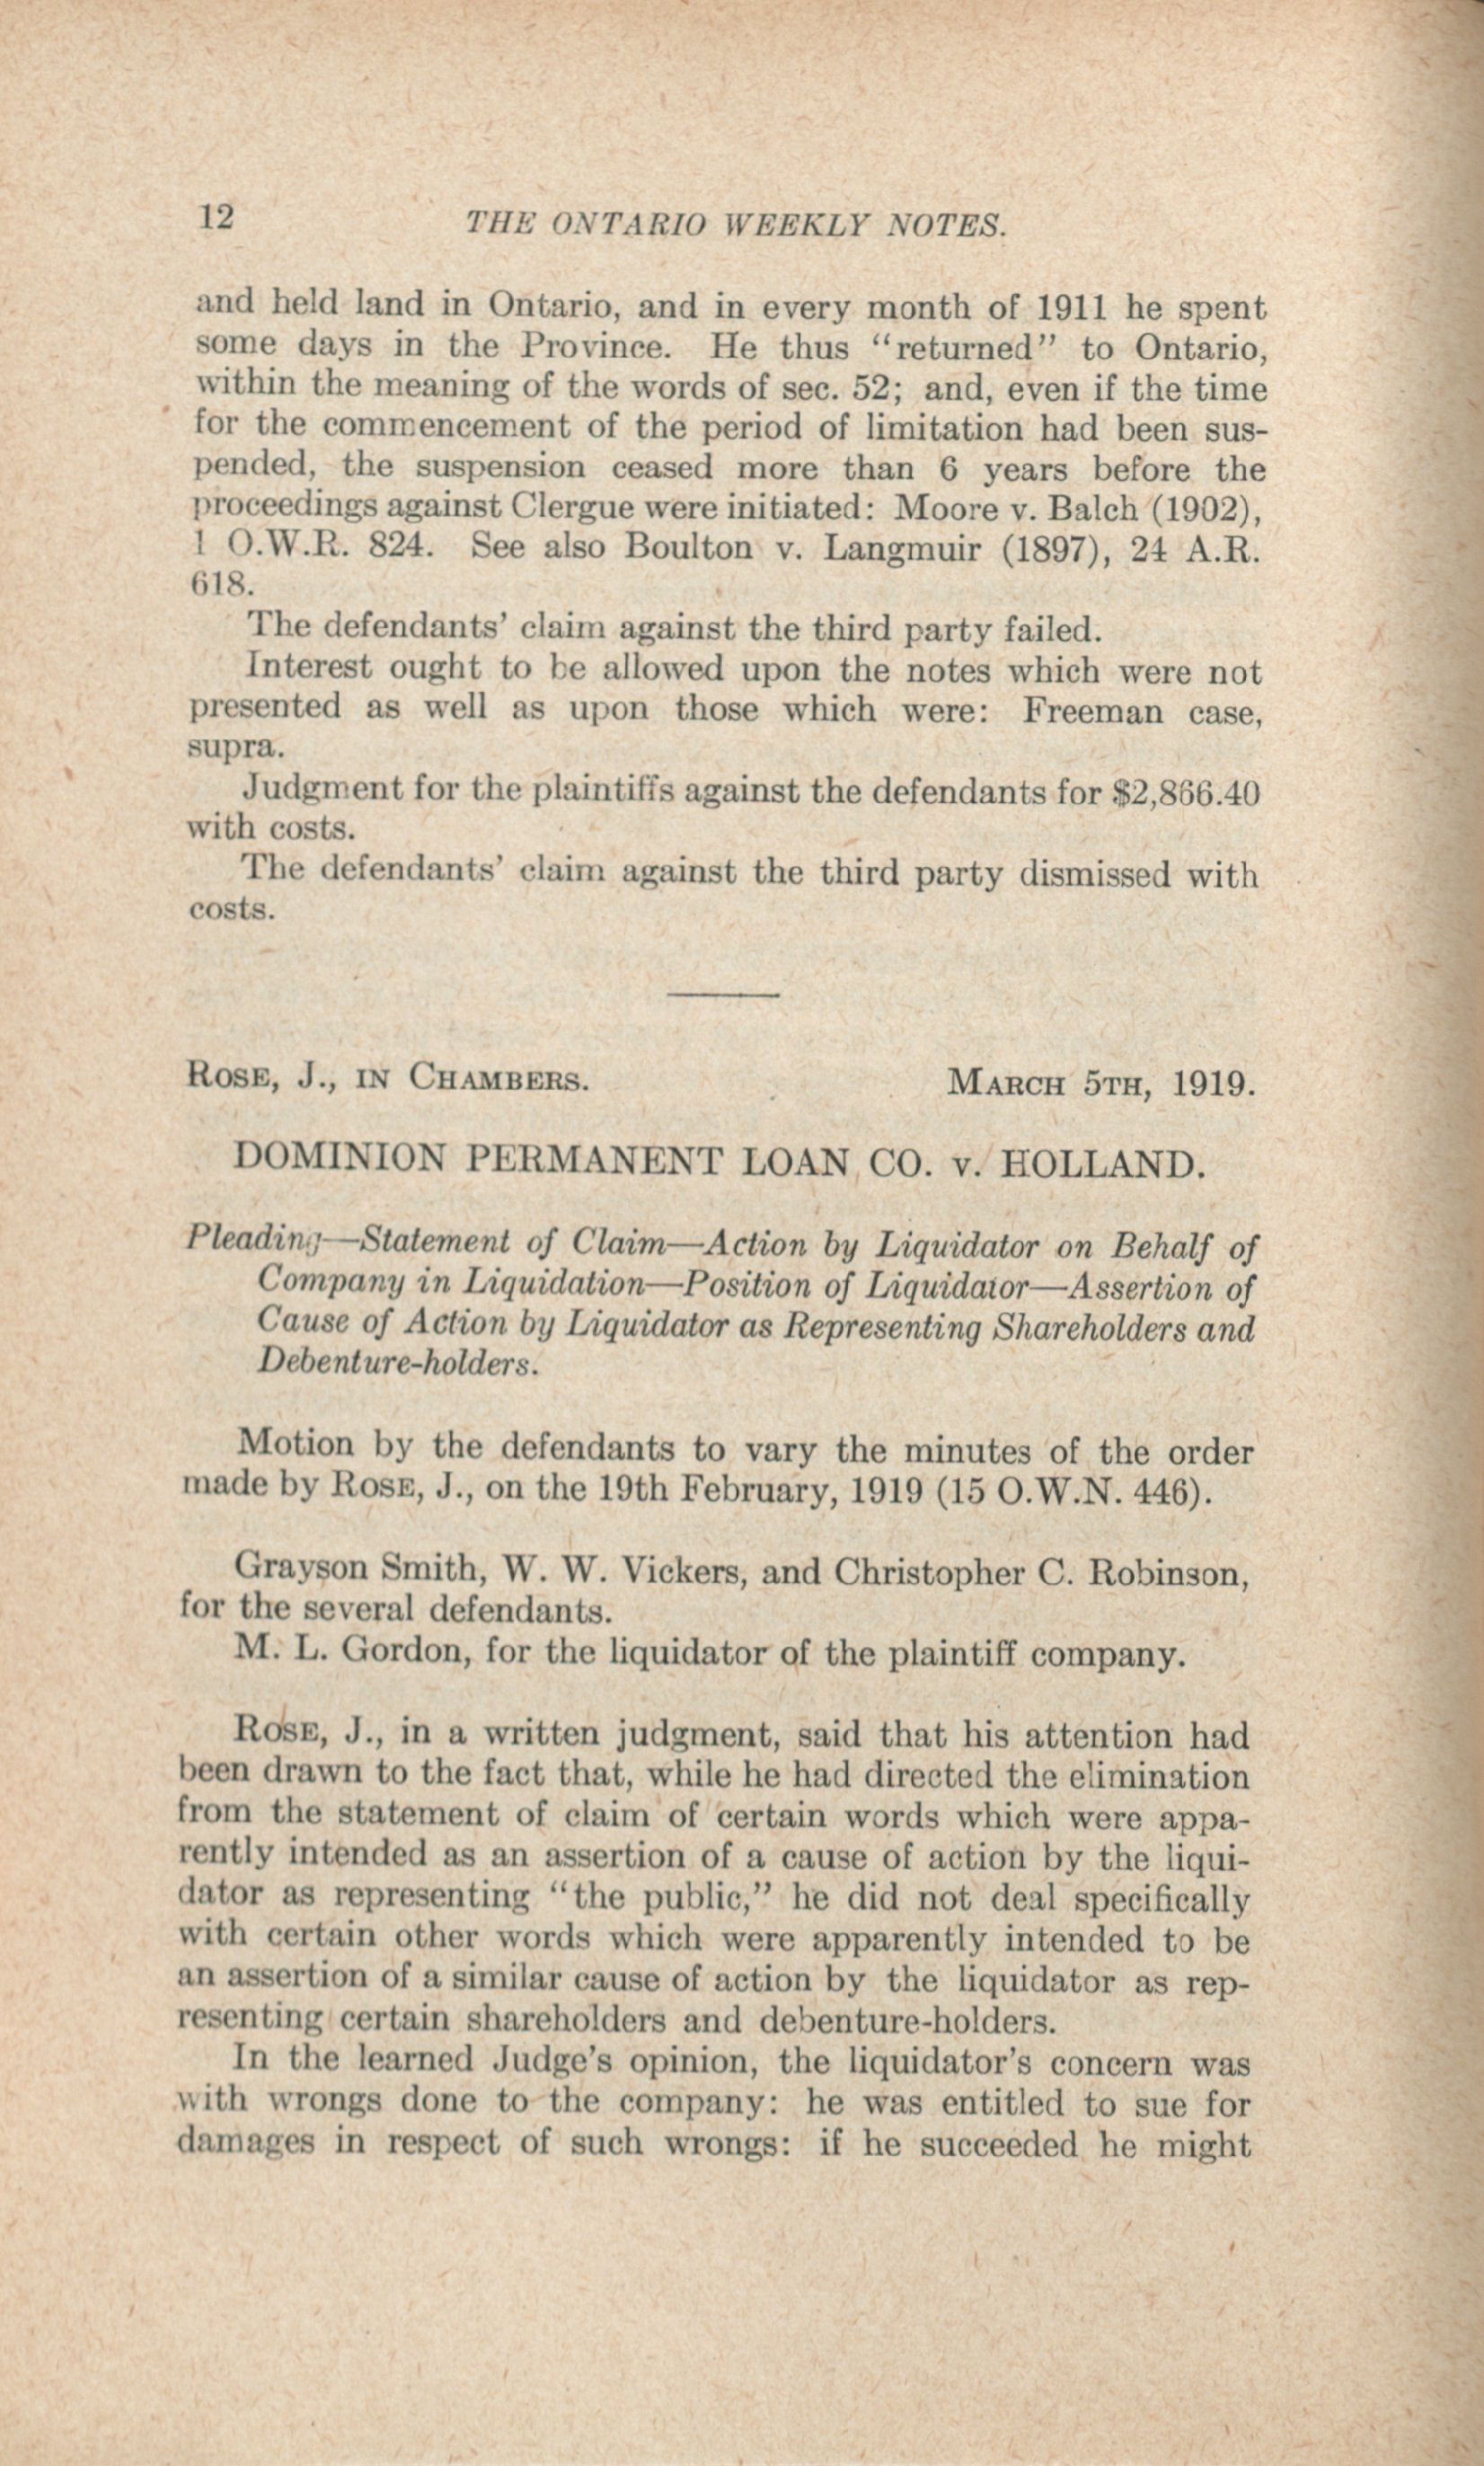 12 THE ONTARIO WEEKLY NOTES.
and held land in Ontario, and in every month of 1911 he spent
some days in the Province. He thus "returned" to Ontario,
within the meaning of the words of sec. 52; and, even if the time
for the commencement of the period of limitation had been sus-
pended, the suspension ceased more than 6 years before the
proceedings against Clergue were initiated: Moore v. Balch (1902),
1 O.W.R. 824. See also Boulton v. Langmuir (1897), 24 A.R.
618.
The defendants' claim against the third party failed.
Interest ought to be allowed upon the notes which were not
presented as well as upon those which were: Freeman case,
supra.
Judgment for the plaintiffs against the defendants for $2,866.40
with costs.
The defendants' claim against the third party dismissed with
costs.
ROSE, J., IN CHAMBERS. MARCH 5TH, 1919.
DOMINION PERMANENT LOAN CO. v. HOLLAND.
Pleading—Statement of Claim—Action by Liquidator on Behalf of
Company in Liquidation—Position of Liquidator—Assertion of
Cause of Action by Liquidator as Representing Shareholders and
Debenture-holders.
Motion by the defendants to vary the minutes of the order
made by ROSE, J., on the 19th February, 1919 (15 O.W.N. 446).
Grayson Smith, W. W. Vickers, and Christopher C. Robinson,
for the several defendants.
M. L. Gordon, for the liquidator of the plaintiff company.
ROSE, J., in a written judgment, said that his attention had
been drawn to the fact that, while he had directed the elimination
from the statement of claim of certain words which were appa-
rently intended as an assertion of a cause of action by the liqui-
dator as representing "the public," he did not deal specifically
with certain other words which were apparently intended to be
an assertion of a similar cause of action by the liquidator as rep-
resenting certain shareholders and debenture-holders.
In the learned Judge's opinion, the liquidator's concern was
with wrongs done to the company: he was entitled to sue for
damages in respect of such wrongs: if he succeeded he might